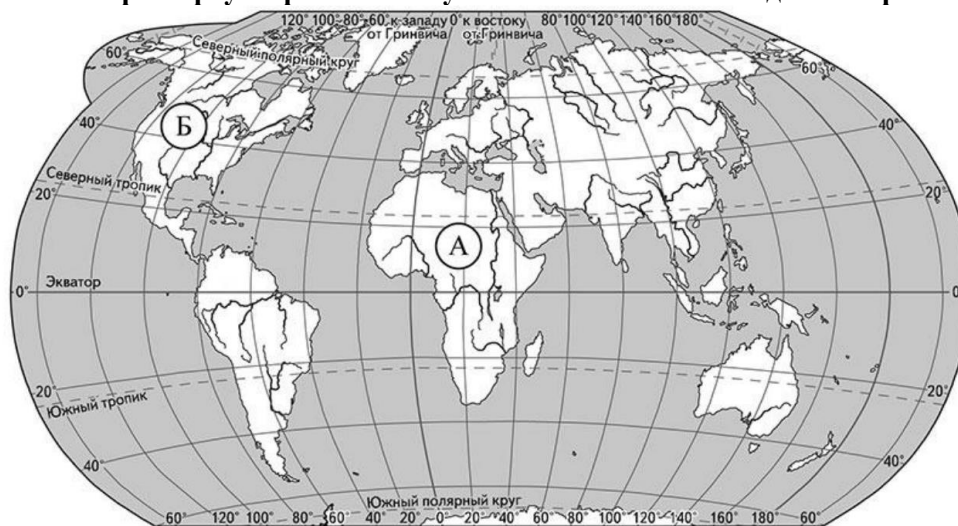 120° 100°-80°-60° к западу 0° к востоку 80°100°120°140°160°180°
от Гринвича от Гринвича
60° Северный полярный круг 60°
Б
40° 40°
Северный тропик
20° 20°
А
Экватор
0° 0°
20° 20°
Южный тропик
40° 40°
Южный полярный круг
60° 120° 100° 80° 60° 40° 20° 0° 20° 40° 60° 80° 100° 120° 140° 160° 60°